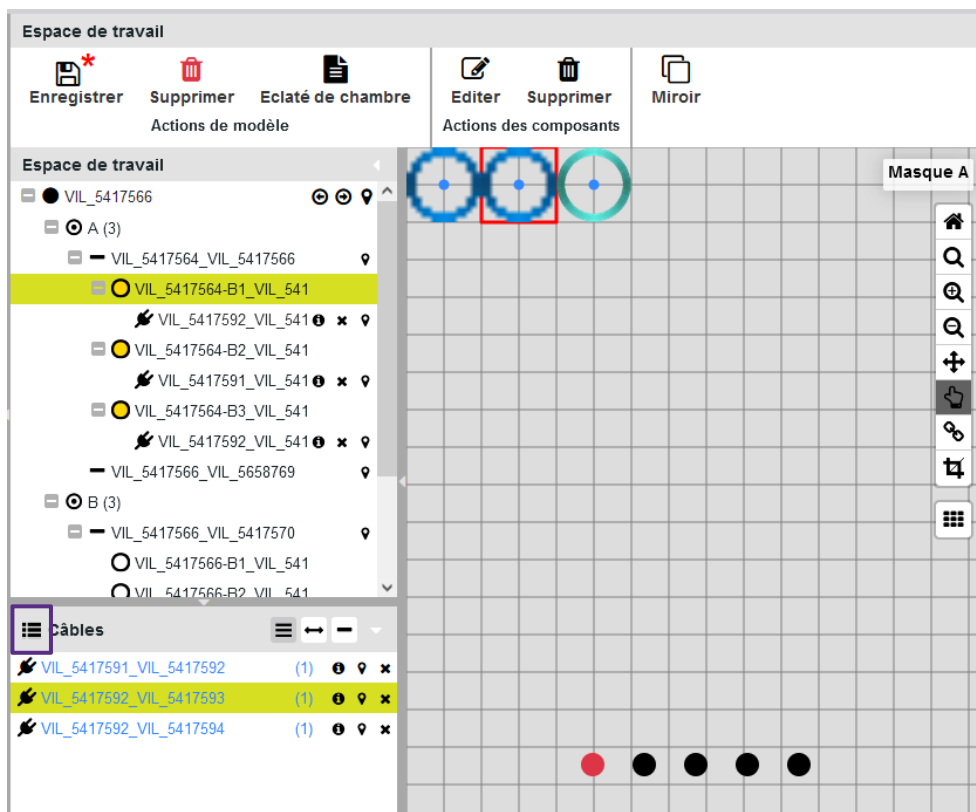 Espace de travail
Enregistrer Supprimer Eclaté de chambre Editer Supprimer Miroir
Actions de modèle Actions des composants
Espace de travail
Masque A
VIL_5417566
A (3)
VIL_5417564_VIL_5417566
VIL_5417564-B1_VIL_541
VIL_5417592_VIL_541
VIL_5417564-B2_VIL_541
VIL_5417591_VIL_541
VIL_5417564-B3_VIL_541
VIL_5417592_VIL_541
VIL_5417566_VIL_5658769
B (3)
VIL_5417566_VIL_5417570
VIL_5417566-B1_VIL_541
VIL_5417566-B2_VIL_541
Câbles
VIL_5417591_VIL_5417592 (1)
VIL_5417592_VIL_5417593 (1)
VIL_5417592_VIL_5417594 (1)